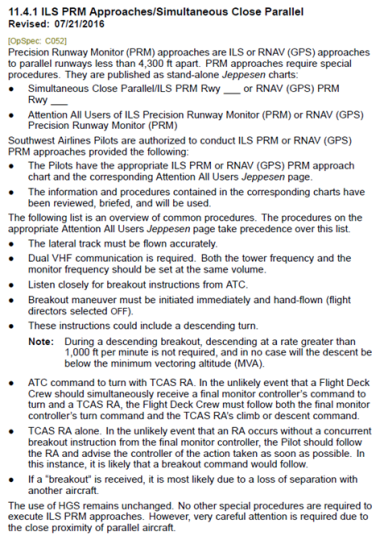 11.4.1 ILS PRM Approaches/Simultaneous Close Parallel
Revised: 07/21/2016
[OpSpec: C052]
Precision Runway Monitor (PRM) approaches are ILS or RNAV (GPS) approaches
to parallel runways less than 4,300 ft apart. PRM approaches require special
procedures. They are published as stand-alone Jeppesen charts:
● Simultaneous Close Parallel/ILS PRM Rwy ___ or RNAV (GPS) PRM
Rwy ___
● Attention All Users of ILS Precision Runway Monitor (PRM) or RNAV (GPS)
Precision Runway Monitor (PRM)
Southwest Airlines Pilots are authorized to conduct ILS PRM or RNAV (GPS)
PRM approaches provided the following:
● The Pilots have the appropriate ILS PRM or RNAV (GPS) PRM approach
chart and the corresponding Attention All Users Jeppesen page.
● The information and procedures contained in the corresponding charts have
been reviewed, briefed, and will be used.
The following list is an overview of common procedures. The procedures on the
appropriate Attention All Users Jeppesen page take precedence over this list.
● The lateral track must be flown accurately.
● Dual VHF communication is required. Both the tower frequency and the
monitor frequency should be set at the same volume.
● Listen closely for breakout instructions from ATC.
● Breakout maneuver must be initiated immediately and hand-flown (flight
directors selected OFF).
● These instructions could include a descending turn.
Note: During a descending breakout, descending at a rate greater than
1,000 ft per minute is not required, and in no case will the descent be
below the minimum vectoring altitude (MVA).
● ATC command to turn with TCAS RA. In the unlikely event that a Flight Deck
Crew should simultaneously receive a final monitor controller's command to
turn and a TCAS RA, the Flight Deck Crew must follow both the final monitor
controller's turn command and the TCAS RA's climb or descent command.
● TCAS RA alone. In the unlikely event that an RA occurs without a concurrent
breakout instruction from the final monitor controller, the Pilot should follow
the RA and advise the controller of the action taken as soon as possible. In
this instance, it is likely that a breakout command would follow.
● If a "breakout" is received, it is most likely due to a loss of separation with
another aircraft.
The use of HGS remains unchanged. No other special procedures are required to
execute ILS PRM approaches. However, very careful attention is required due to
the close proximity of parallel aircraft.